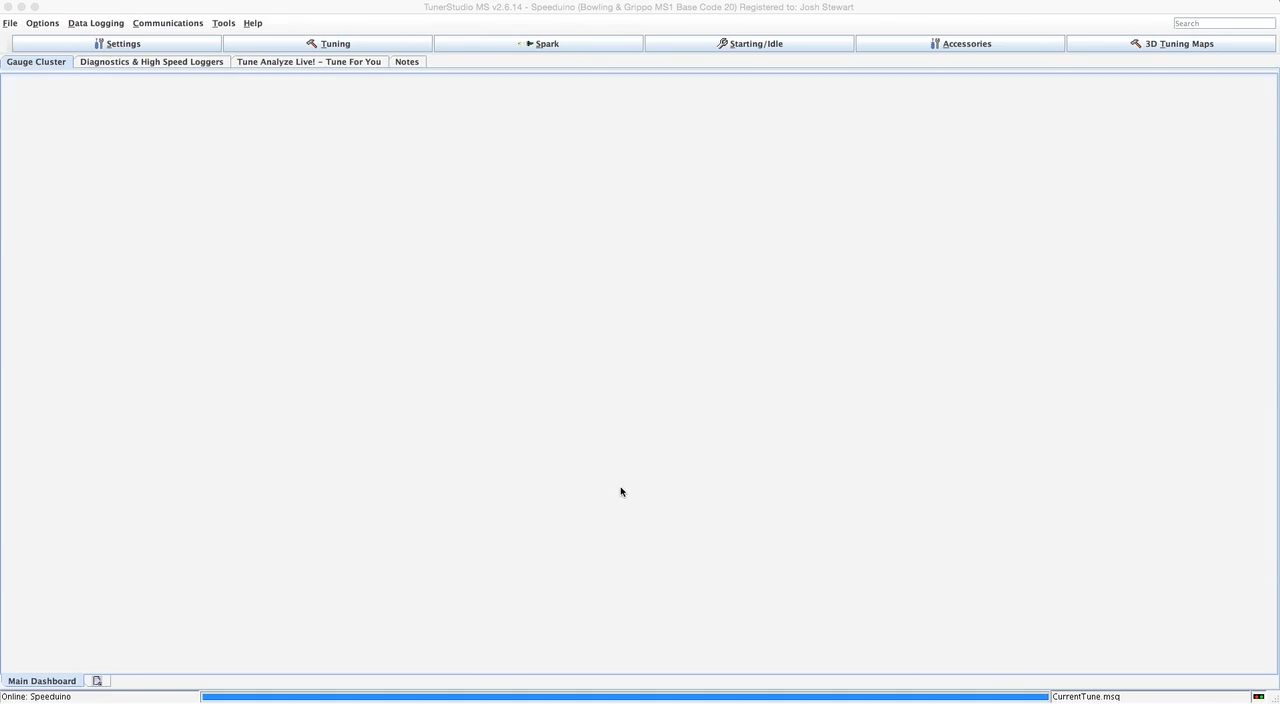 TunerStudio MS v2.6.14 - Speeduino (Bowling & Grippo MS1 Base Code 20) Registered to: Josh Stewart
File Options Data Logging Communications Tools Help Search
Settings Tuning Spark Starting/Idle Accessories 3D Tuning Maps
Gauge Cluster Diagnostics & High Speed Loggers Tune Analyze Live! - Tune For You Notes
Main Dashboard
Online: Speeduino CurrentTune.msq